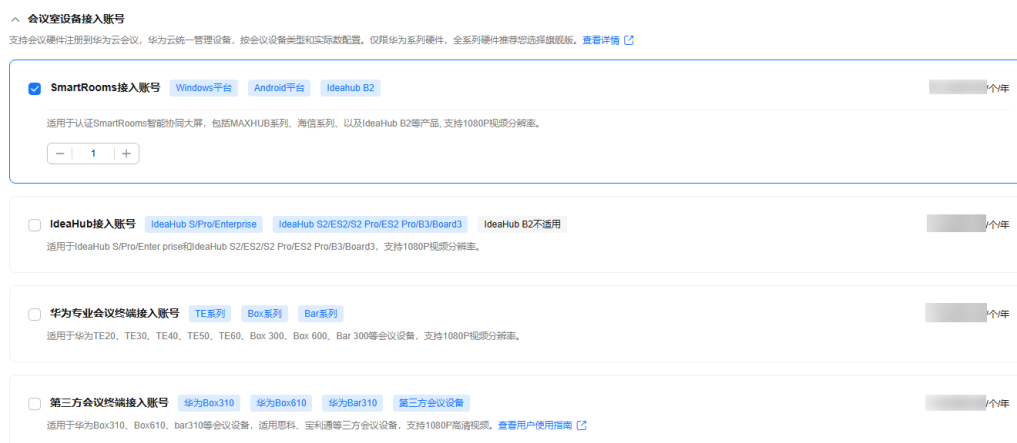 会议室设备接入账号
支持会议硬件注册到华为云会议，华为云统一管理设备，按会议设备类型和实际数配置。仅限华为系列硬件，全系列硬件推荐您选择旗舰版。查看详情
SmartRooms接入账号 Windows平台 Android平台 Ideahub B2 /个/年
适用于认证SmartRooms智能协同大屏，包括MAXHUB系列、海信系列、以及IdeaHub B2等产品, 支持1080P视频分辨率。
− 1 +
IdeaHub接入账号 IdeaHub S/Pro/Enterprise IdeaHub S2/ES2/S2 Pro/ES2 Pro/B3/Board3 IdeaHub B2不适用 /个/年
适用于IdeaHub S/Pro/Enter prise和IdeaHub S2/ES2/S2 Pro/ES2 Pro/B3/Board3，支持1080P视频分辨率。
华为专业会议终端接入账号 TE系列 Box系列 Bar系列 /个/年
适用于华为TE20、TE30、TE40、TE50、TE60、Box 300、Box 600、Bar 300等会议设备，支持1080P视频分辨率。
第三方会议终端接入账号 华为Box310 华为Box610 华为Bar310 第三方会议设备 /个/年
适用于华为Box310、Box610、bar310等会议设备，适用思科、宝利通等三方会议设备，支持1080P高清视频。查看用户使用指南